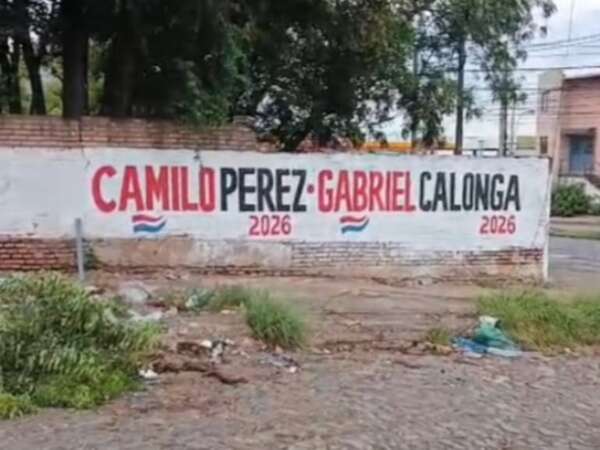 CAMILO PEREZ · GABRIEL CALONGA
2026 2026